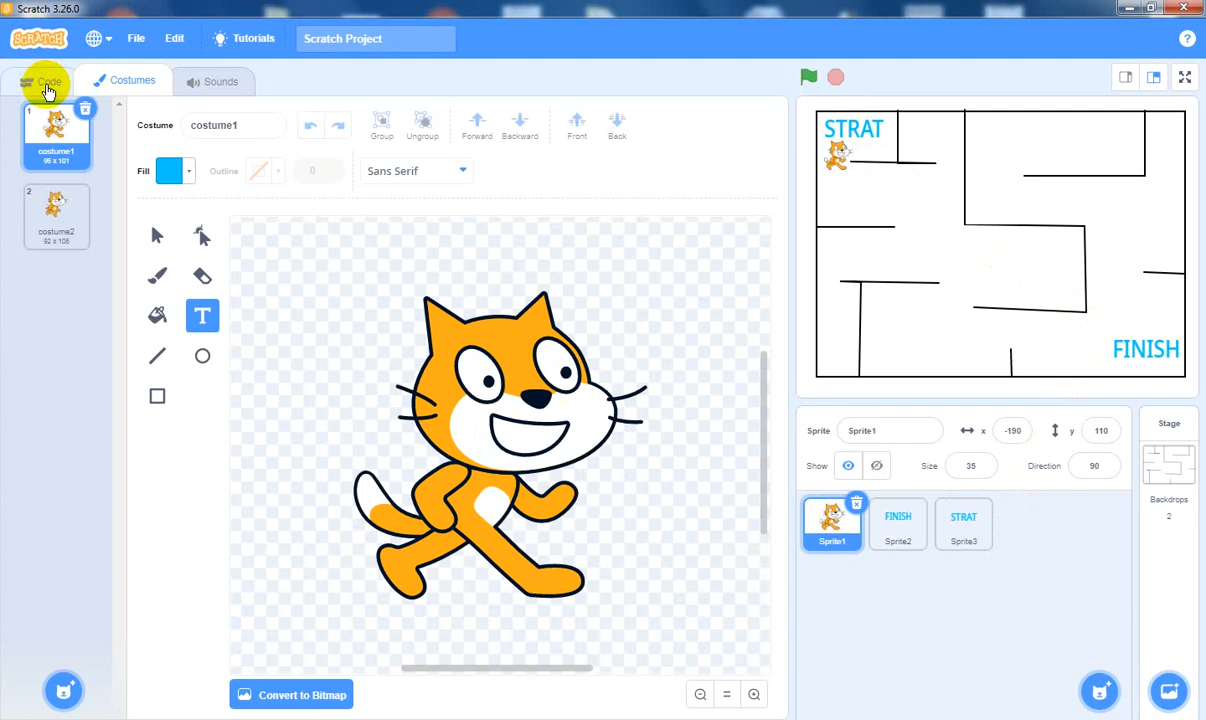 Scratch 3.26.0
SCRATCH
File
Edit
Tutorials
Scratch Project
?
Code
Costumes
Sounds
1
costume1
96 x 101
2
costume2
92 x 106
Costume
costume1
Group
Ungroup
Forward
Backward
Front
Back
Fill
Outline
0
Sans Serif
T
Convert to Bitmap
STRAT
FINISH
Sprite
Sprite1
x
-190
y
110
Show
Size
35
Direction
90
Sprite1
FINISH
Sprite2
STRAT
Sprite3
Stage
Backdrops
2